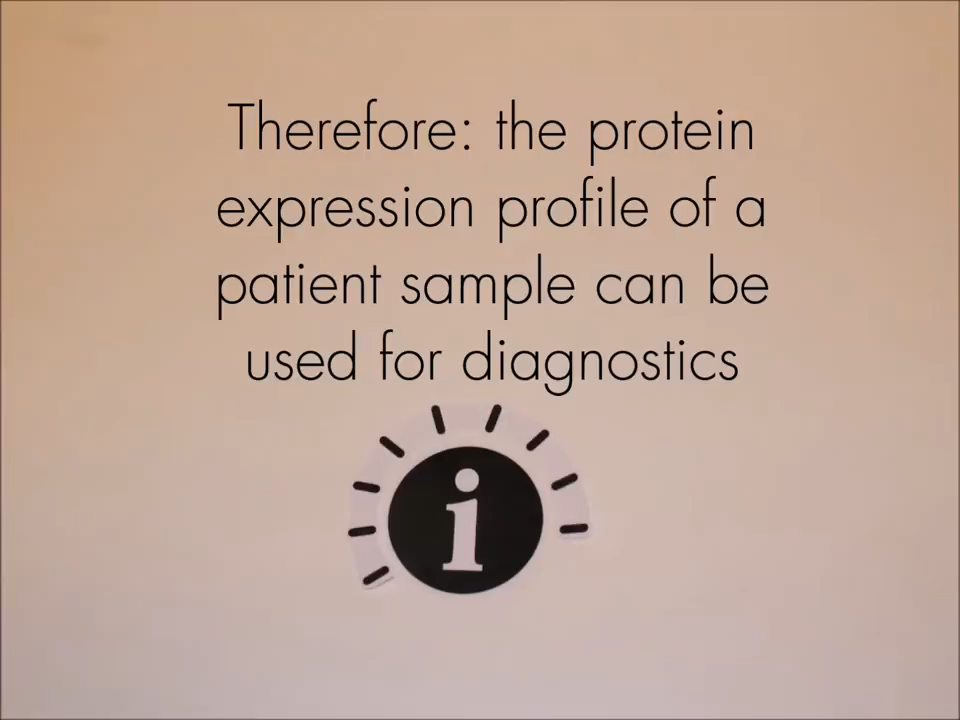 Therefore: the protein
expression profile of a
patient sample can be
used for diagnostics
i